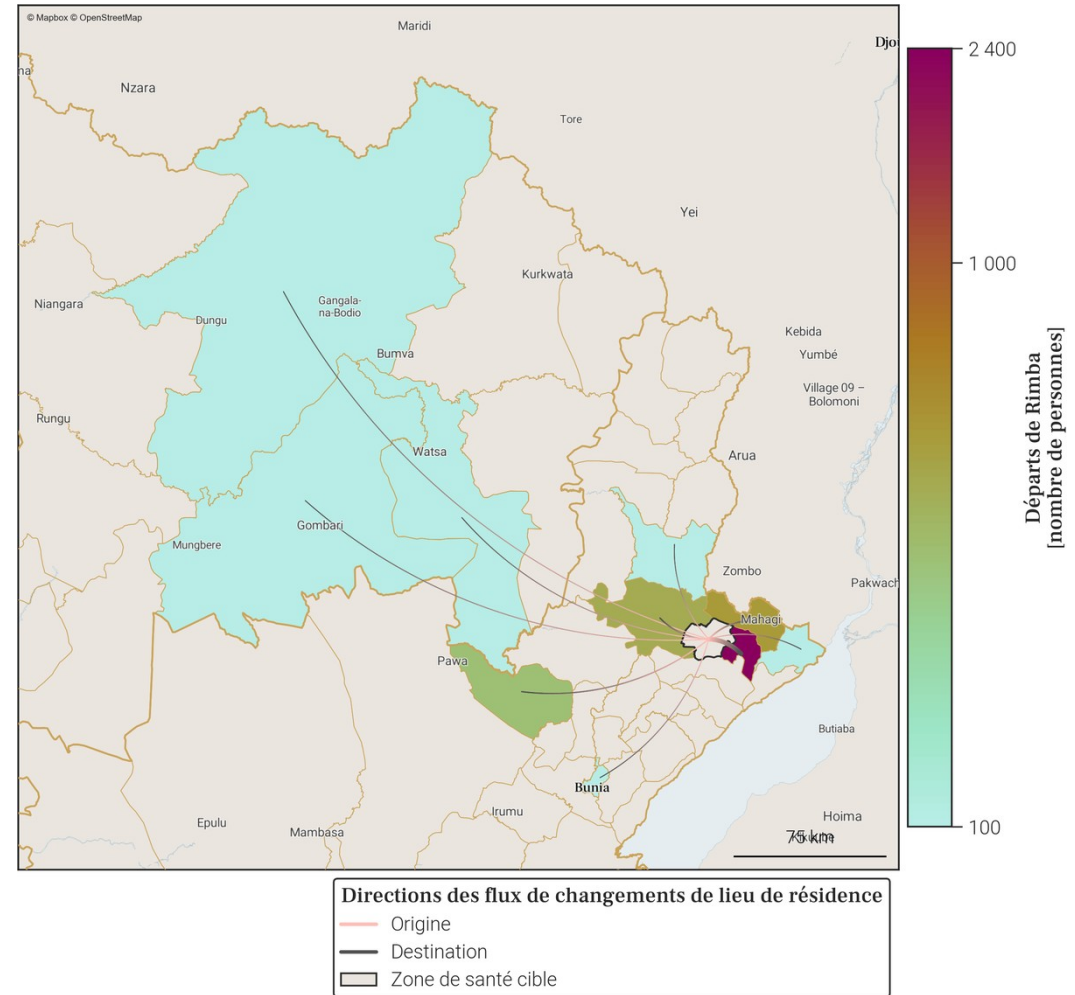 © Mapbox © OpenStreetMap
Maridi
Nzara
Tore
Yei
Kurkwata
Niangara
Gangala-
na-Bodio
Dungu
Kebida
Yumbé
Bumva
Village 09 –
Bolomoni
Rungu
Watsa
Arua
Gombari
Mungbere
Zombo
Pakwach
Mahagi
Pawa
Butiaba
Bunia
Irumu
Hoima
Epulu
Mambasa
75 km
2 400
1 000
100
Départs de Rimba
[nombre de personnes]
Directions des flux de changements de lieu de résidence
Origine
Destination
Zone de santé cible